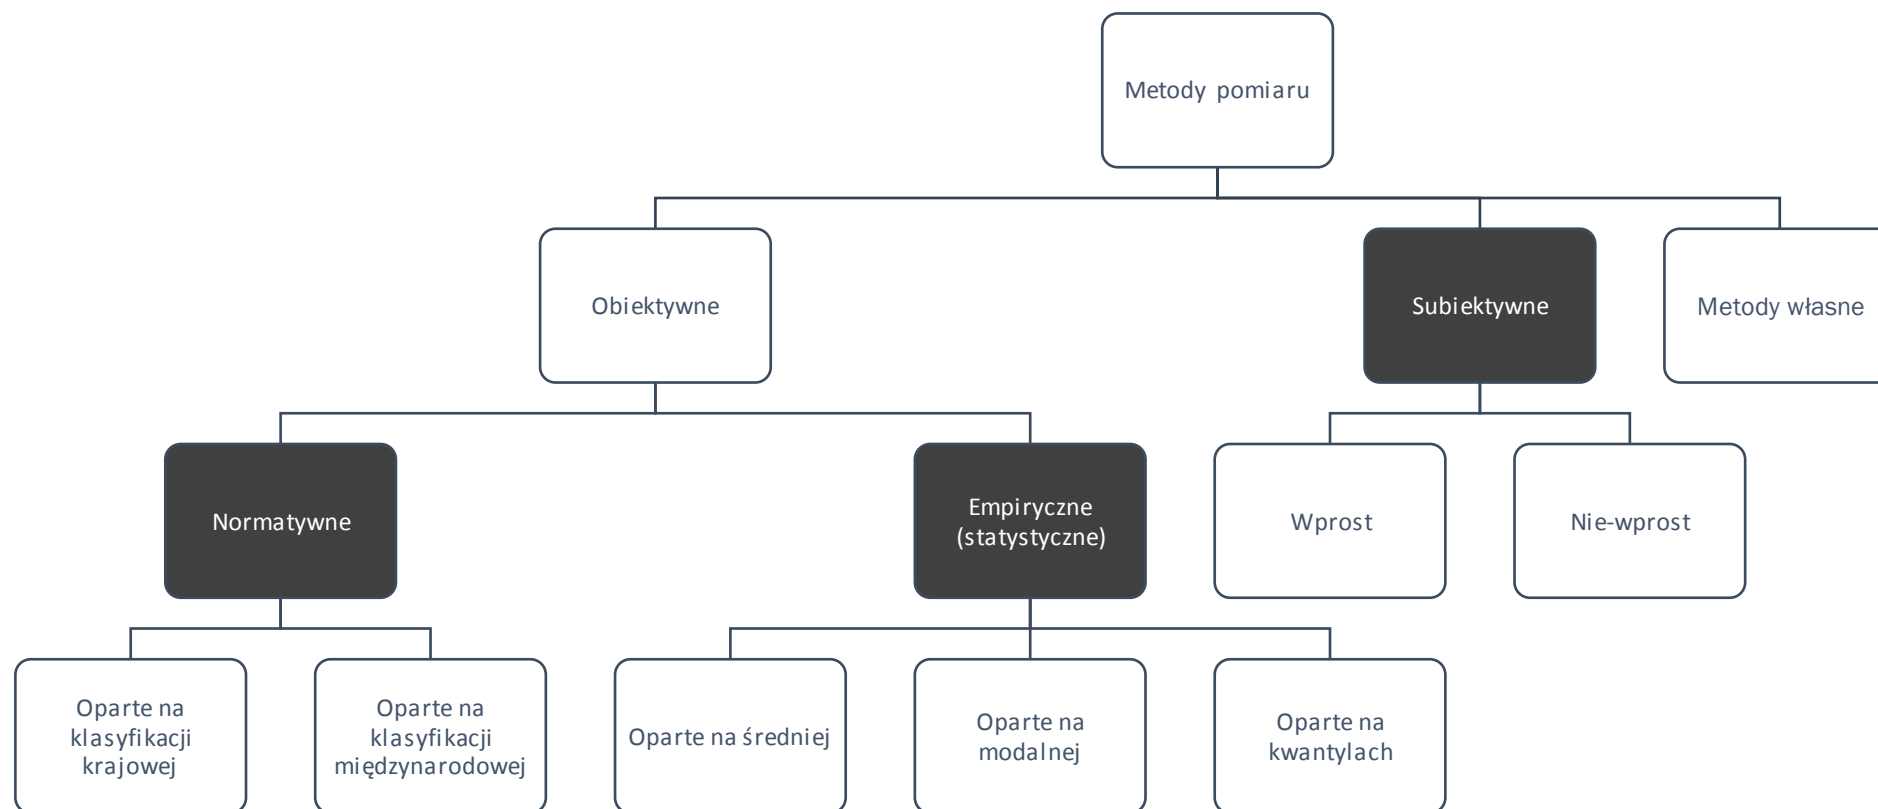 Metody pomiaru
Obiektywne
Subiektywne
Metody własne
Normatywne
Empiryczne
(statystyczne)
Wprost
Nie-wprost
Oparte na
klasyfikacji
krajowej
Oparte na
klasyfikacji
międzynarodowej
Oparte na średniej
Oparte na
modalnej
Oparte na
kwantylach